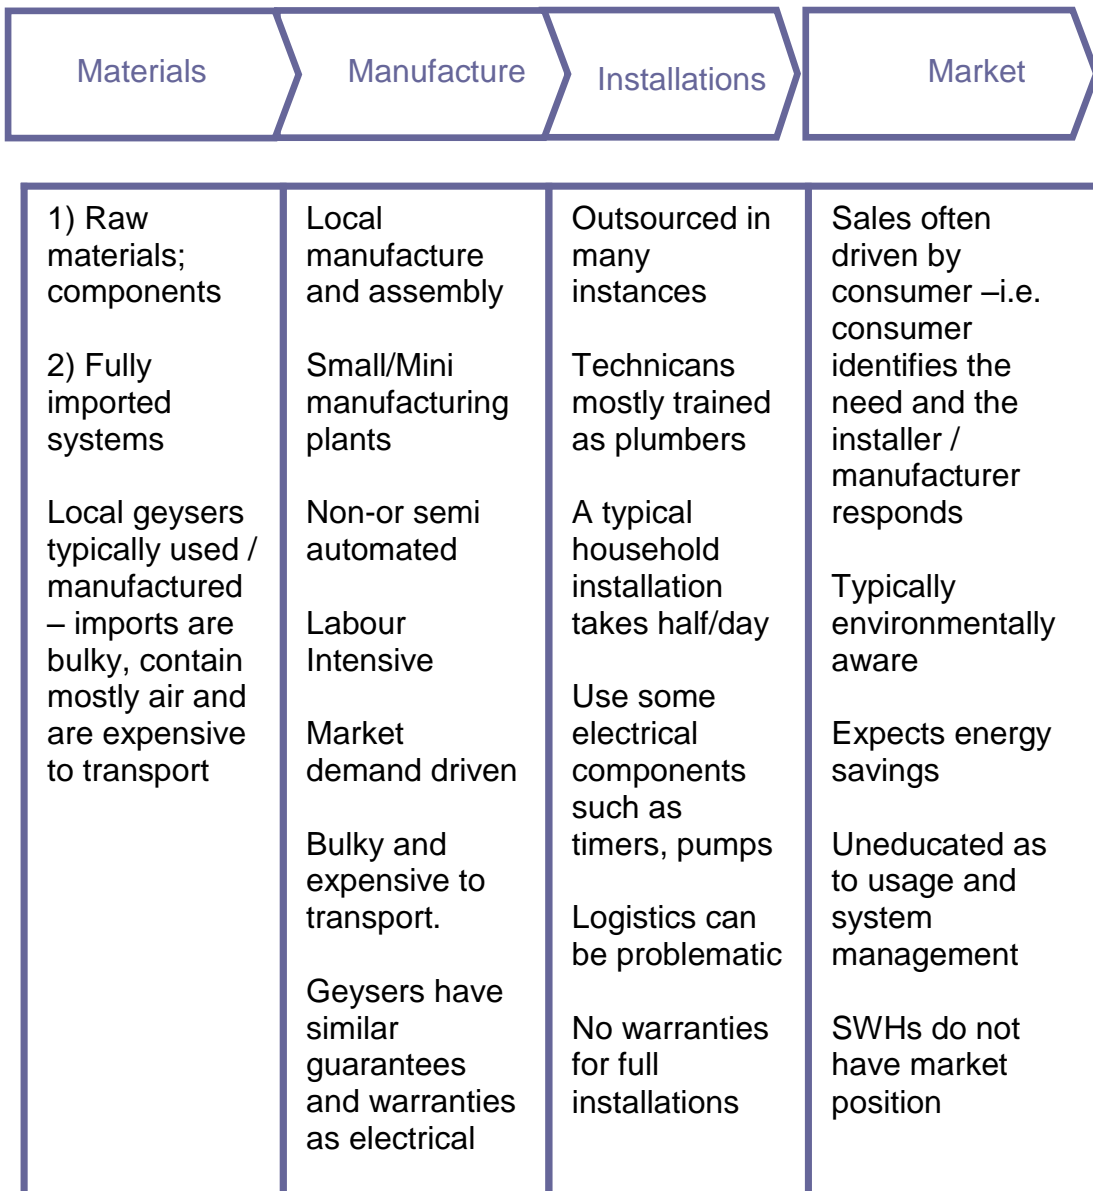 Materials
Manufacture
Installations
Market
1) Raw
materials;
components
2) Fully
imported
systems
Local geysers
typically used /
manufactured
– imports are
bulky, contain
mostly air and
are expensive
to transport
Local
manufacture
and assembly
Small/Mini
manufacturing
plants
Non-or semi
automated
Labour
Intensive
Market
demand driven
Bulky and
expensive to
transport.
Geysers have
similar
guarantees
and warranties
as electrical
Outsourced in
many
instances
Technicans
mostly trained
as plumbers
A typical
household
installation
takes half/day
Use some
electrical
components
such as
timers, pumps
Logistics can
be problematic
No warranties
for full
installations
Sales often
driven by
consumer –i.e.
consumer
identifies the
need and the
installer /
manufacturer
responds
Typically
environmentally
aware
Expects energy
savings
Uneducated as
to usage and
system
management
SWHs do not
have market
position